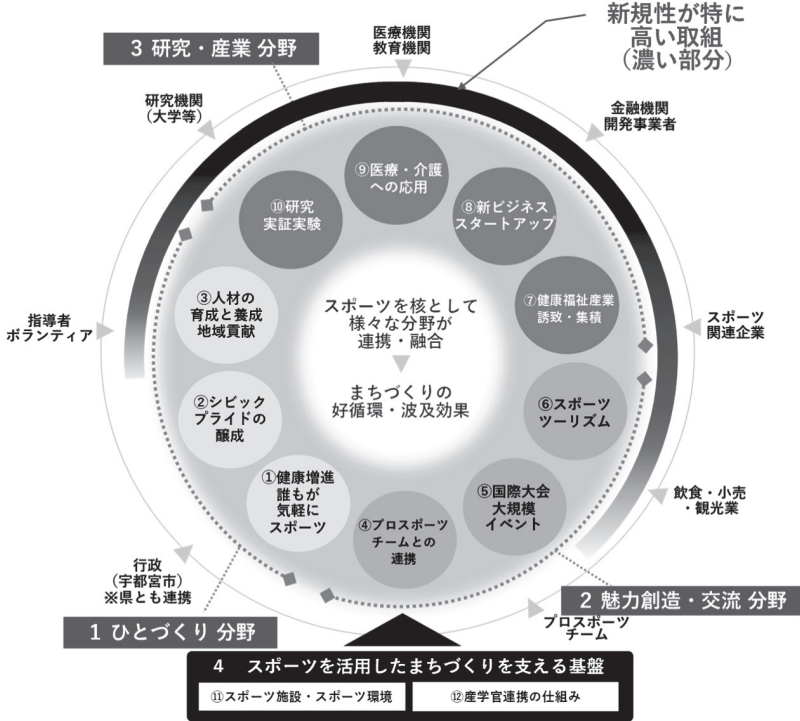 新規性が特に
高い取組
（濃い部分）
医療機関
教育機関
3 研究・産業 分野
研究機関
（大学等）
金融機関
開発事業者
⑨医療・介護
への応用
⑩研究
実証実験
⑧新ビジネス
スタートアップ
③人材の
育成と養成
地域貢献
⑦健康福祉産業
誘致・集積
スポーツを核として
様々な分野が
連携・融合
まちづくりの
好循環・波及効果
指導者
ボランティア
スポーツ
関連企業
②シビック
プライドの
醸成
⑥スポーツ
ツーリズム
①健康増進
誰もが
気軽に
スポーツ
④プロスポーツ
チームとの
連携
⑤国際大会
大規模
イベント
飲食・小売
・観光業
行政
（宇都宮市）
※県とも連携
2 魅力創造・交流 分野
プロスポーツ
チーム
1 ひとづくり 分野
4 スポーツを活用したまちづくりを支える基盤
⑪スポーツ施設・スポーツ環境
⑫産学官連携の仕組み